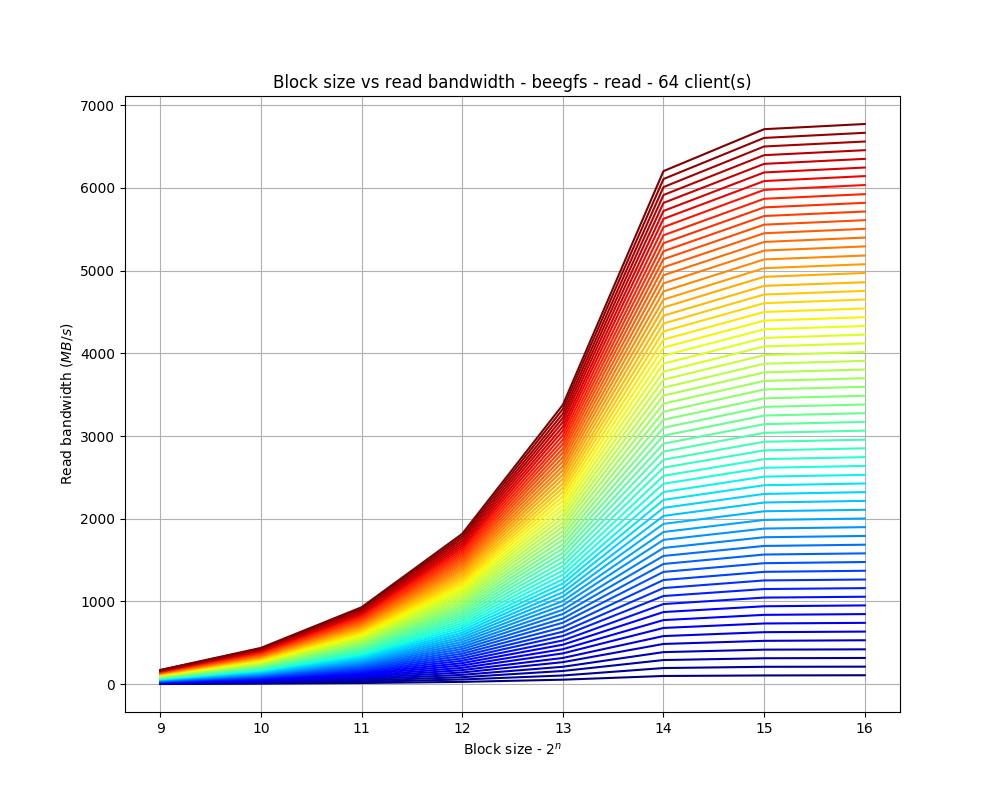 Block size vs read bandwidth - beegfs - read - 64 client(s)
7000
6000
5000
4000
3000
2000
1000
0
Read bandwidth (MB/s)
9 10 11 12 13 14 15 16
Block size - 2ⁿ